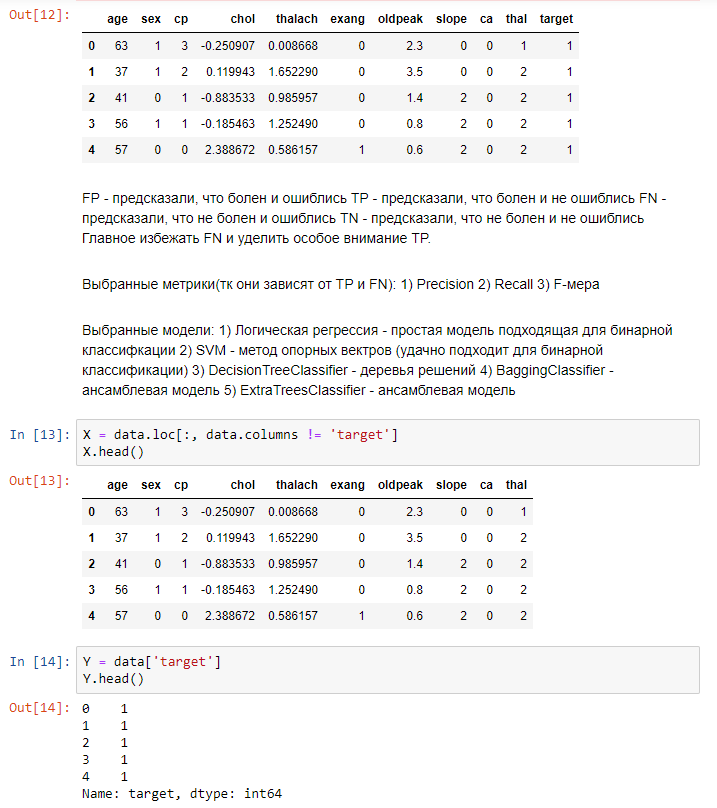 Out[12]:
age sex cp chol thalach exang oldpeak slope ca thal target
0 63 1 3 -0.250907 0.008668 0 2.3 0 0 1 1
1 37 1 2 0.119943 1.652290 0 3.5 0 0 2 1
2 41 0 1 -0.883533 0.985957 0 1.4 2 0 2 1
3 56 1 1 -0.185463 1.252490 0 0.8 2 0 2 1
4 57 0 0 2.388672 0.586157 1 0.6 2 0 2 1
FP - предсказали, что болен и ошиблись TP - предсказали, что болен и не ошиблись FN -
предсказали, что не болен и ошиблись TN - предсказали, что не болен и не ошиблись
Главное избежать FN и уделить особое внимание TP.
Выбранные метрики(тк они зависят от TP и FN): 1) Precision 2) Recall 3) F-мера
Выбранные модели: 1) Логическая регрессия - простая модель подходящая для бинарной
классифкации 2) SVM - метод опорных вектров (удачно подходит для бинарной
классификации) 3) DecisionTreeClassifier - деревья решений 4) BaggingClassifier -
ансамблевая модель 5) ExtraTreesClassifier - ансамблевая модель
In [13]: X = data.loc[:, data.columns != 'target']
X.head()
Out[13]:
age sex cp chol thalach exang oldpeak slope ca thal
0 63 1 3 -0.250907 0.008668 0 2.3 0 0 1
1 37 1 2 0.119943 1.652290 0 3.5 0 0 2
2 41 0 1 -0.883533 0.985957 0 1.4 2 0 2
3 56 1 1 -0.185463 1.252490 0 0.8 2 0 2
4 57 0 0 2.388672 0.586157 1 0.6 2 0 2
In [14]: Y = data['target']
Y.head()
Out[14]: 0 1
1 1
2 1
3 1
4 1
Name: target, dtype: int64